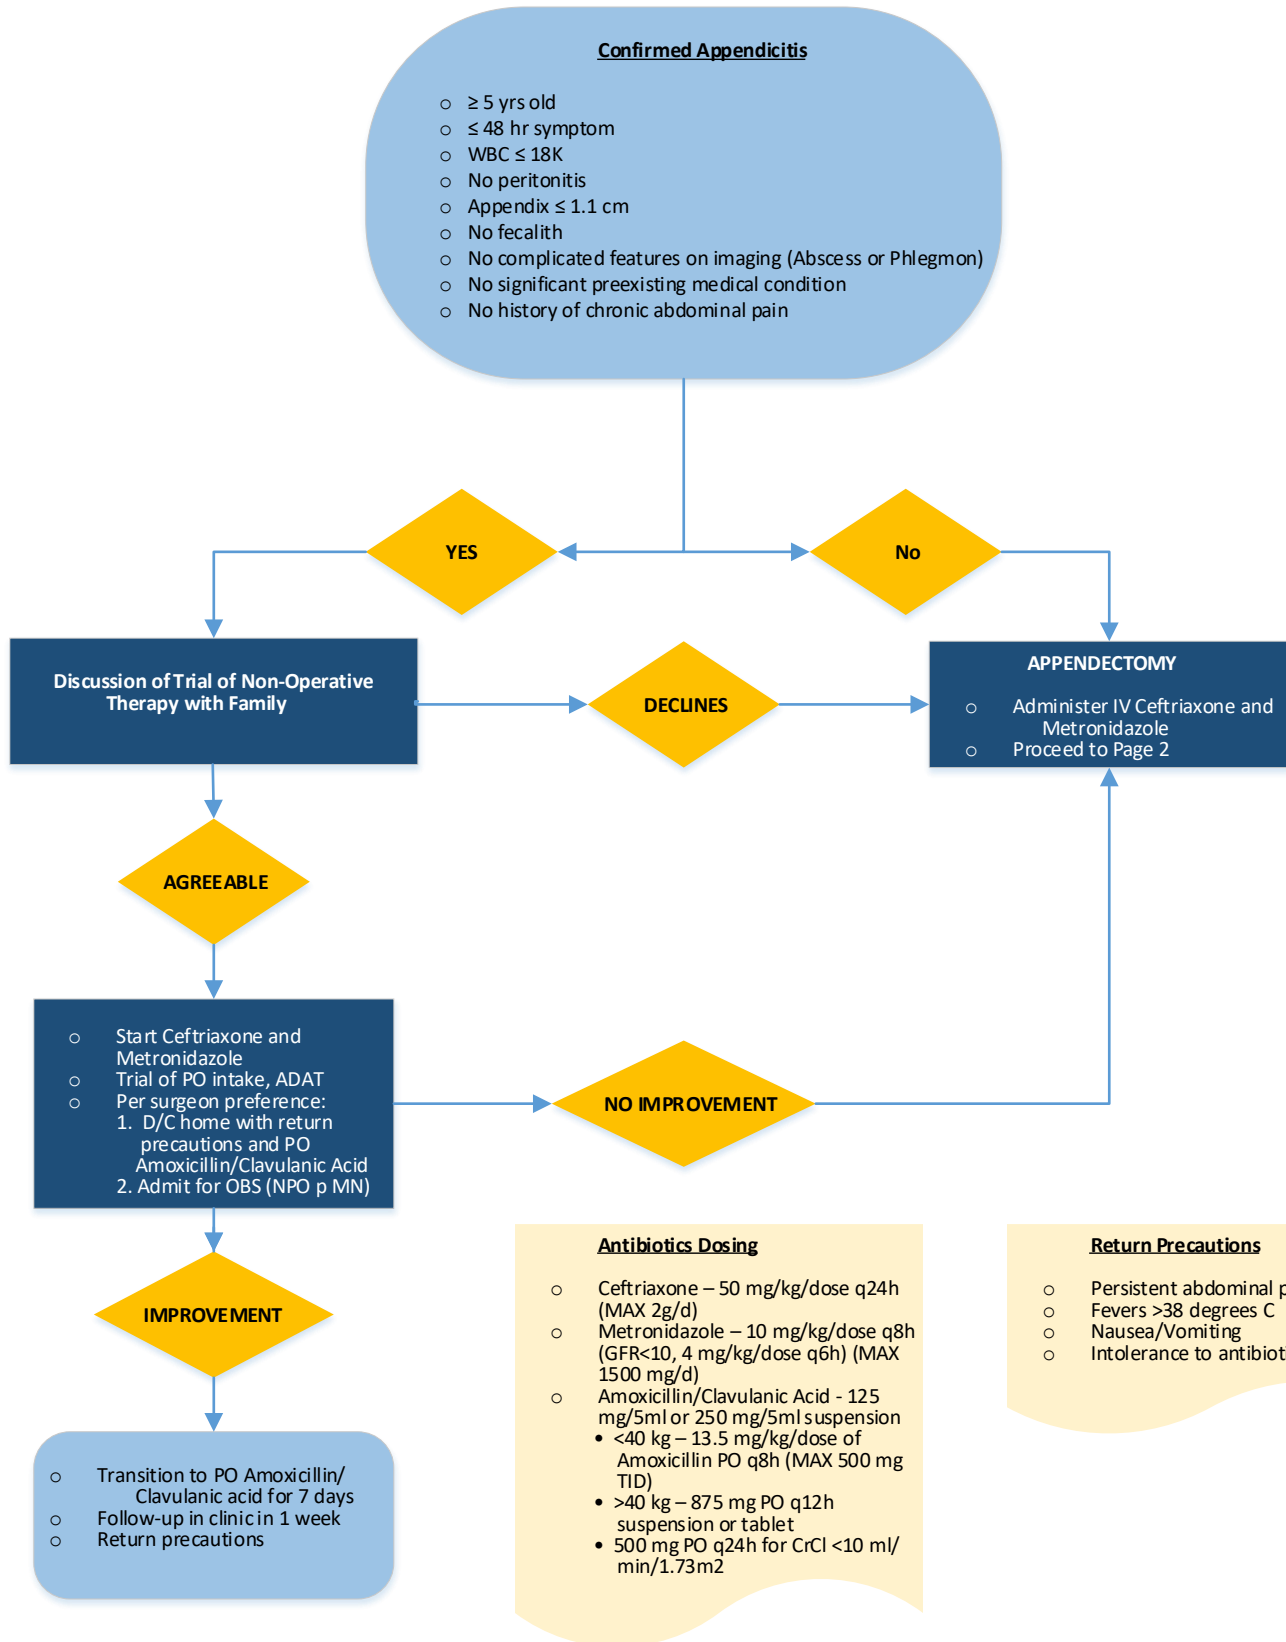 Confirmed Appendicitis
○ ≥ 5 yrs old
○ ≤ 48 hr symptom
○ WBC ≤ 18K
○ No peritonitis
○ Appendix ≤ 1.1 cm
○ No fecalith
○ No complicated features on imaging (Abscess or Phlegmon)
○ No significant preexisting medical condition
○ No history of chronic abdominal pain
YES
No
Discussion of Trial of Non-Operative
Therapy with Family
DECLINES
APPENDECTOMY
○ Administer IV Ceftriaxone and
Metronidazole
○ Proceed to Page 2
AGREEABLE
○ Start Ceftriaxone and
Metronidazole
○ Trial of PO intake, ADAT
○ Per surgeon preference:
1. D/C home with return
precautions and PO
Amoxicillin/Clavulanic Acid
2. Admit for OBS (NPO p MN)
NO IMPROVEMENT
IMPROVEMENT
○ Transition to PO Amoxicillin/
Clavulanic acid for 7 days
○ Follow-up in clinic in 1 week
○ Return precautions
Antibiotics Dosing
○ Ceftriaxone – 50 mg/kg/dose q24h
(MAX 2g/d)
○ Metronidazole – 10 mg/kg/dose q8h
(GFR<10, 4 mg/kg/dose q6h) (MAX
1500 mg/d)
○ Amoxicillin/Clavulanic Acid - 125
mg/5ml or 250 mg/5ml suspension
• <40 kg – 13.5 mg/kg/dose of
Amoxicillin PO q8h (MAX 500 mg
TID)
• >40 kg – 875 mg PO q12h
suspension or tablet
• 500 mg PO q24h for CrCl <10 ml/
min/1.73m2
Return Precautions
○ Persistent abdominal
○ Fevers >38 degrees C
○ Nausea/Vomiting
○ Intolerance to